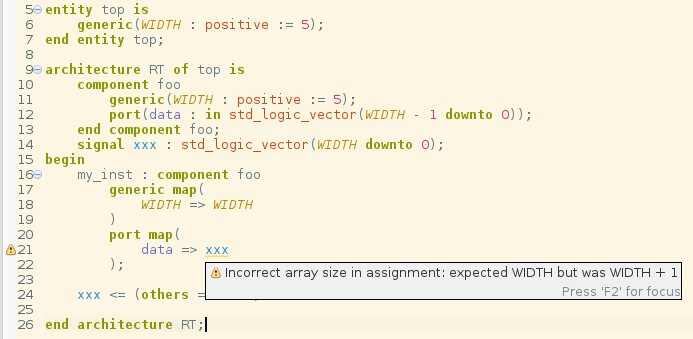 5 entity top is
6 generic(WIDTH : positive := 5);
7 end entity top;
8
9 architecture RT of top is
10 component foo
11 generic(WIDTH : positive := 5);
12 port(data : in std_logic_vector(WIDTH - 1 downto 0));
13 end component foo;
14 signal xxx : std_logic_vector(WIDTH downto 0);
15 begin
16 my_inst : component foo
17 generic map(
18 WIDTH => WIDTH
19 )
20 port map(
21 data => xxx
22 );
Incorrect array size in assignment: expected WIDTH but was WIDTH + 1
23
Press 'F2' for focus
24 xxx <= (others =
25
26 end architecture RT;